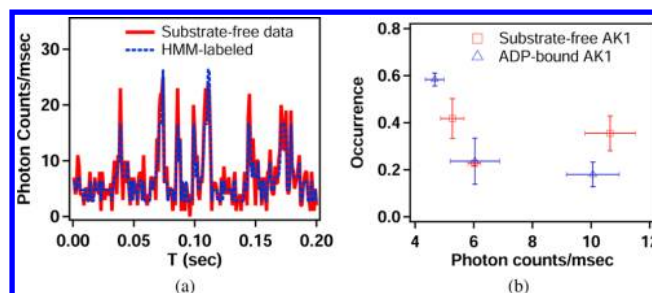 Substrate-free data
HMM-labeled
Photon Counts/msec
30
20
10
0
0.00
0.05
0.10
0.15
0.20
T (sec)
(a)
Substrate-free AK1
ADP-bound AK1
Occurrence
0.8
0.6
0.4
0.2
0.0
4
6
8
10
12
Photon counts/msec
(b)